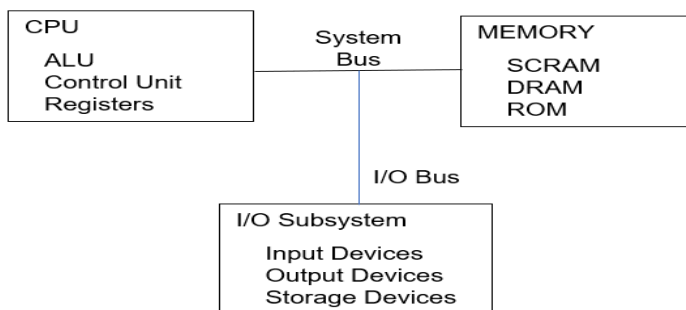 CPU
ALU
Control Unit
Registers
System
Bus
MEMORY
SCRAM
DRAM
ROM
I/O Bus
I/O Subsystem
Input Devices
Output Devices
Storage Devices